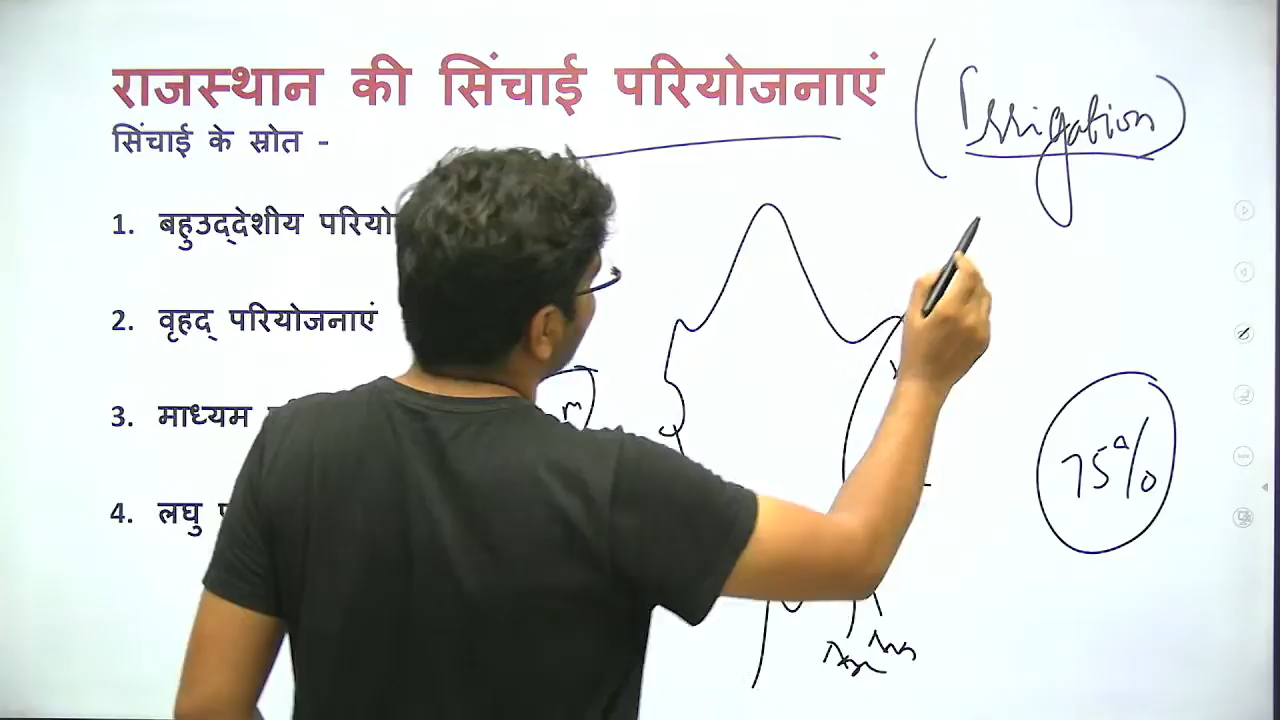 राजस्थान की सिंचाई परियोजनाएं
(Irrigation)
सिंचाई के स्रोत -
1. बहुउद्देशीय परियो
2. वृहद् परियोजनाएं
3. माध्यम
4. लघु
75%